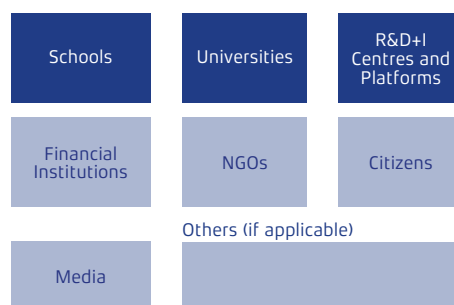 Schools
Universities
R&D+I
Centres and
Platforms
Financial
Institutions
NGOs
Citizens
Others (if applicable)
Media